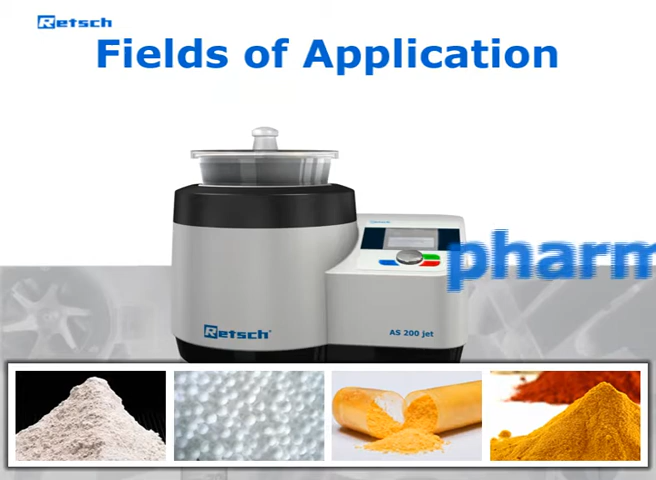 Retsch
Fields of Application
pharm
Retsch
AS 200 jet